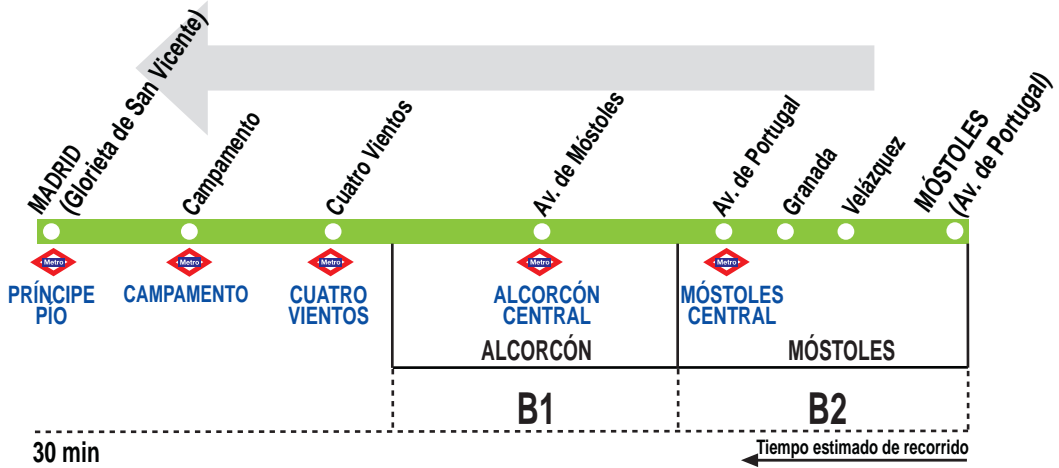 MADRID
(Glorieta de San Vicente)
Campamento
Cuatro Vientos
Av. de Móstoles
Av. de Portugal
Granada
Velázquez
MÓSTOLES
(Av. de Portugal)
Metro
Metro
Metro
Metro
Metro
PRÍNCIPE
PÍO
CAMPAMENTO
CUATRO
VIENTOS
ALCORCÓN
CENTRAL
MÓSTOLES
CENTRAL
ALCORCÓN
MÓSTOLES
B1
B2
30 min
Tiempo estimado de recorrido